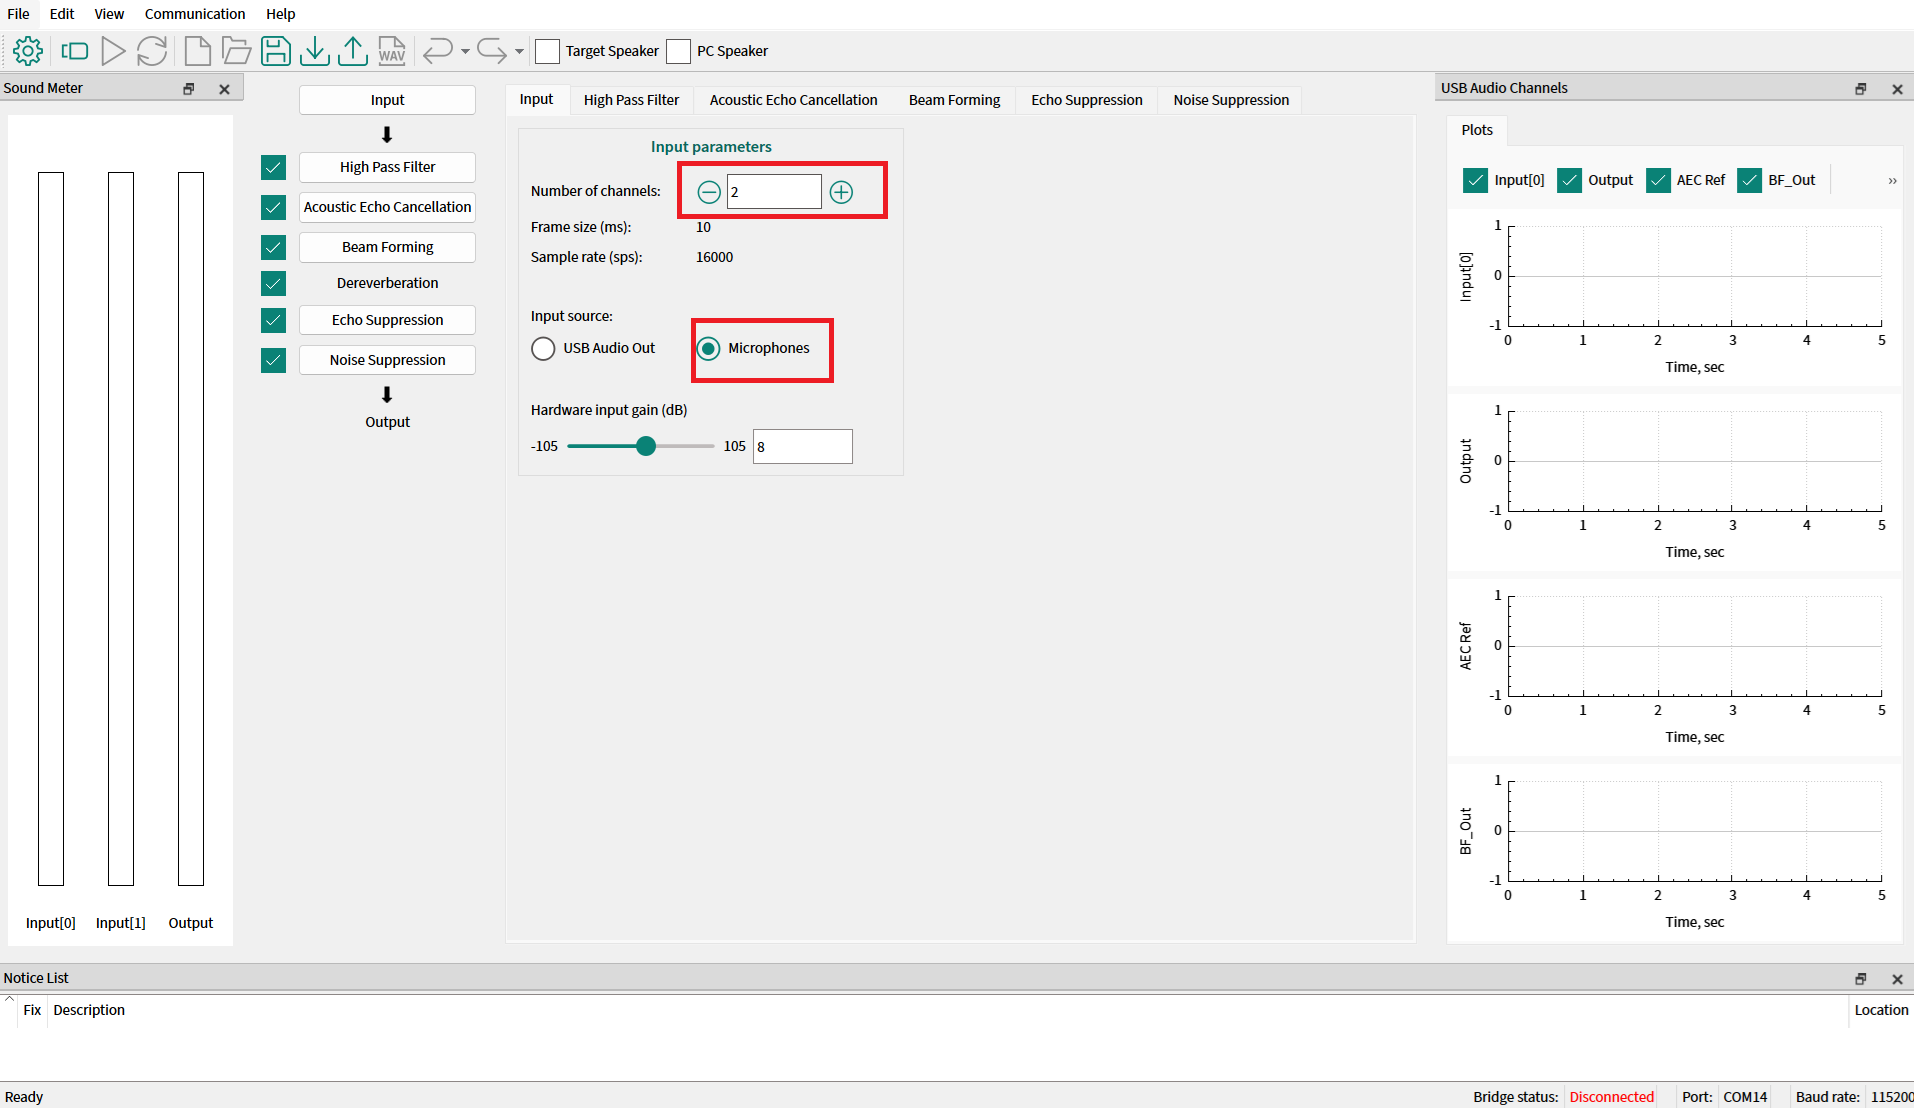 File Edit View Communication Help
WAV Target Speaker PC Speaker
Sound Meter
Input[0] Input[1] Output
Input
High Pass Filter
Acoustic Echo Cancellation
Beam Forming
Dereverberation
Echo Suppression
Noise Suppression
Output
Input High Pass Filter Acoustic Echo Cancellation Beam Forming Echo Suppression Noise Suppression
Input parameters
Number of channels: 2
Frame size (ms): 10
Sample rate (sps): 16000
Input source:
USB Audio Out Microphones
Hardware input gain (dB)
-105 105 8
USB Audio Channels
Plots
Input[0] Output AEC Ref BF_Out »
Input[0]
1
0
-1
0 1 2 3 4 5
Time, sec
Output
1
0
-1
0 1 2 3 4 5
Time, sec
AEC Ref
1
0
-1
0 1 2 3 4 5
Time, sec
BF_Out
1
0
-1
0 1 2 3 4 5
Time, sec
Notice List
Fix Description Location
Ready Bridge status: Disconnected Port: COM14 Baud rate: 115200